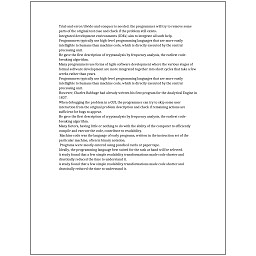 Trial-and-error/divide-and-conquer is needed: the programmer will try to remove some
parts of the original test case and check if the problem still exists.
Integrated development environments (IDEs) aim to integrate all such help.
Programmers typically use high-level programming languages that are more easily
intelligible to humans than machine code, which is directly executed by the central
processing unit.
He gave the first description of cryptanalysis by frequency analysis, the earliest code-
breaking algorithm.
Many programmers use forms of Agile software development where the various stages of
formal software development are more integrated together into short cycles that take a few
weeks rather than years.
Programmers typically use high-level programming languages that are more easily
intelligible to humans than machine code, which is directly executed by the central
processing unit.
However, Charles Babbage had already written his first program for the Analytical Engine in
1837.
When debugging the problem in a GUI, the programmer can try to skip some user
interaction from the original problem description and check if remaining actions are
sufficient for bugs to appear.
He gave the first description of cryptanalysis by frequency analysis, the earliest code-
breaking algorithm.
Many factors, having little or nothing to do with the ability of the computer to efficiently
compile and execute the code, contribute to readability.
Machine code was the language of early programs, written in the instruction set of the
particular machine, often in binary notation.
Programs were mostly entered using punched cards or paper tape.
Ideally, the programming language best suited for the task at hand will be selected.
A study found that a few simple readability transformations made code shorter and
drastically reduced the time to understand it.
A study found that a few simple readability transformations made code shorter and
drastically reduced the time to understand it.